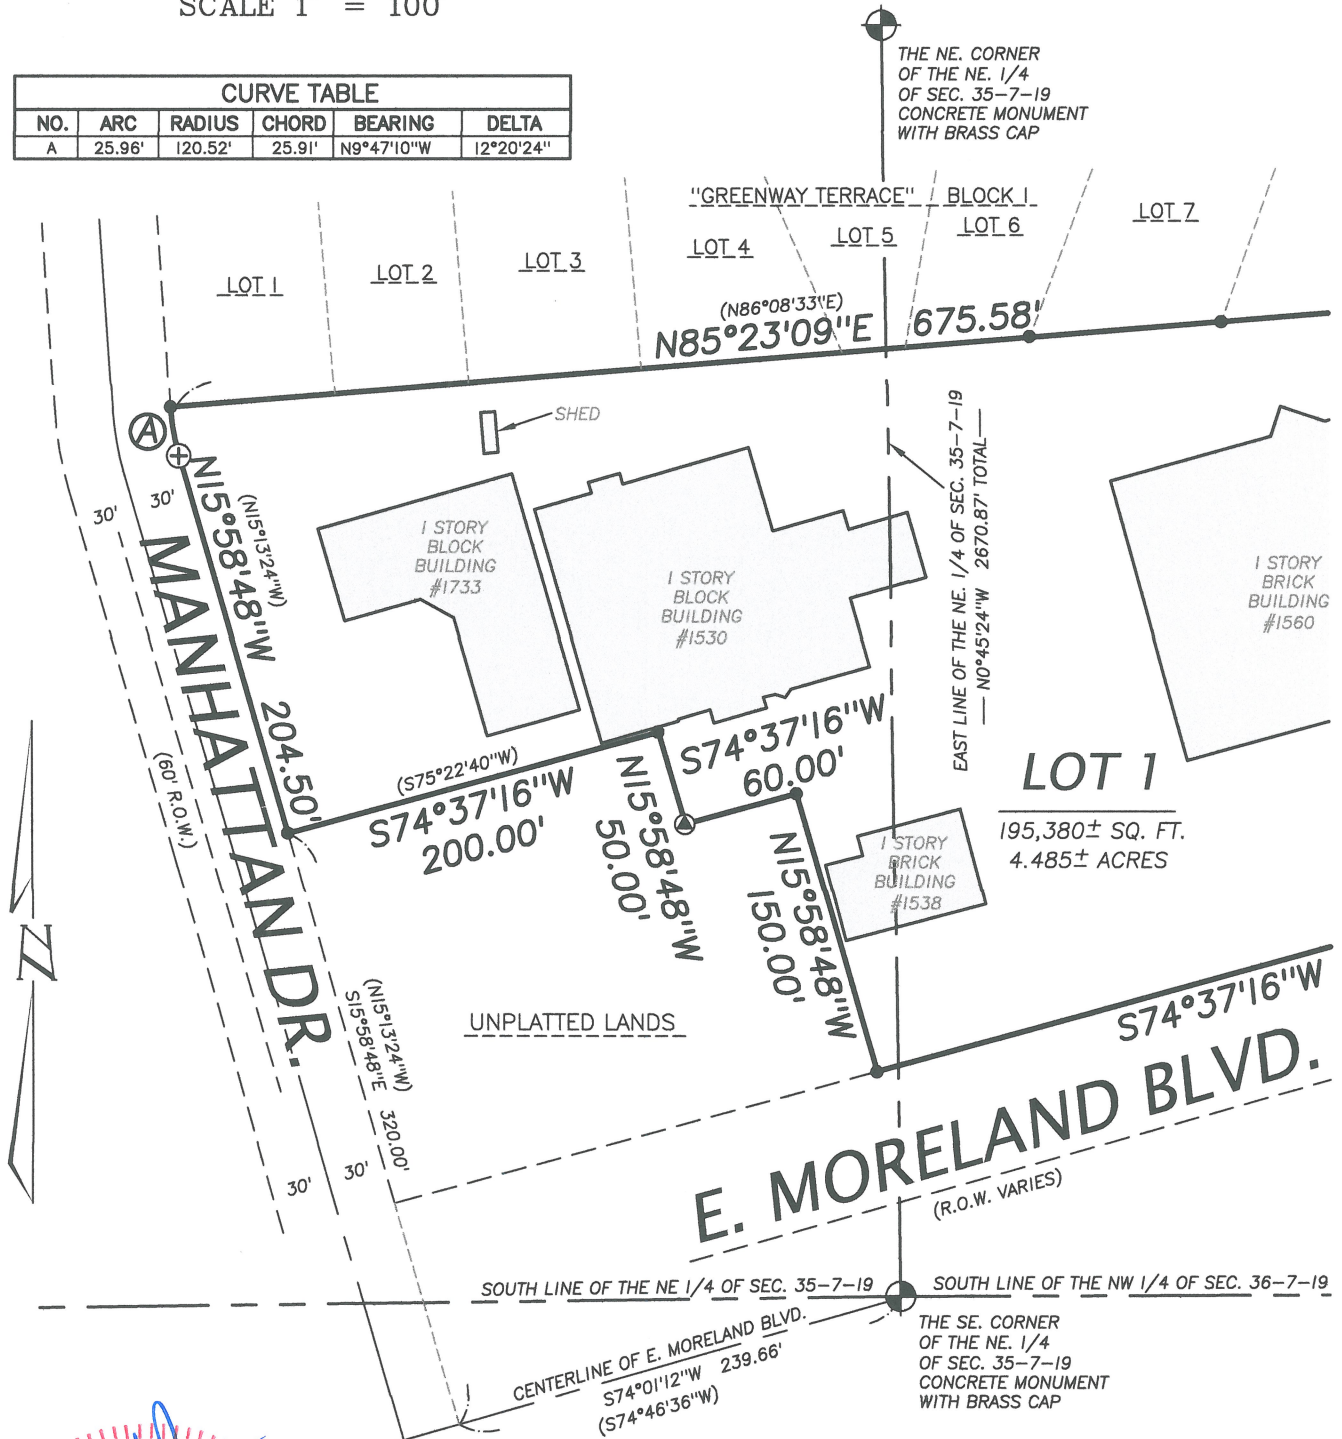 SCALE 1" = 100'
CURVE TABLE
NO. ARC RADIUS CHORD BEARING DELTA
A 25.96' 120.52' 25.91' N9°47'10"W 12°20'24"
THE NE. CORNER
OF THE NE. 1/4
OF SEC. 35-7-19
CONCRETE MONUMENT
WITH BRASS CAP
"GREENWAY TERRACE" BLOCK 1
LOT 1
LOT 2
LOT 3
LOT 4
LOT 5
LOT 6
LOT 7
(N86°08'33"E)
N85°23'09"E 675.58'
A
SHED
N15°58'48"W 204.50'
(N15°13'24"W)
30'
30'
MANHATTAN DR.
(60' R.O.W.)
1 STORY
BLOCK
BUILDING
#1733
1 STORY
BLOCK
BUILDING
#1530
EAST LINE OF THE NE. 1/4 OF SEC. 35-7-19
N0°45'24"W 2670.87' TOTAL
1 STORY
BRICK
BUILDING
#1560
(S75°22'40"W)
S74°37'16"W
200.00'
N15°58'48"W
50.00'
S74°37'16"W
60.00'
N15°58'48"W
150.00'
LOT 1
195,380± SQ. FT.
4.485± ACRES
1 STORY
BRICK
BUILDING
#1538
N
UNPLATTED LANDS
(N15°13'24"W)
S15°58'48"E 320.00'
30'
30'
S74°37'16"W
E. MORELAND BLVD.
(R.O.W. VARIES)
SOUTH LINE OF THE NE 1/4 OF SEC. 35-7-19
SOUTH LINE OF THE NW 1/4 OF SEC. 36-7-19
THE SE. CORNER
OF THE NE. 1/4
OF SEC. 35-7-19
CONCRETE MONUMENT
WITH BRASS CAP
CENTERLINE OF E. MORELAND BLVD.
S74°01'12"W 239.66'
(S74°46'36"W)